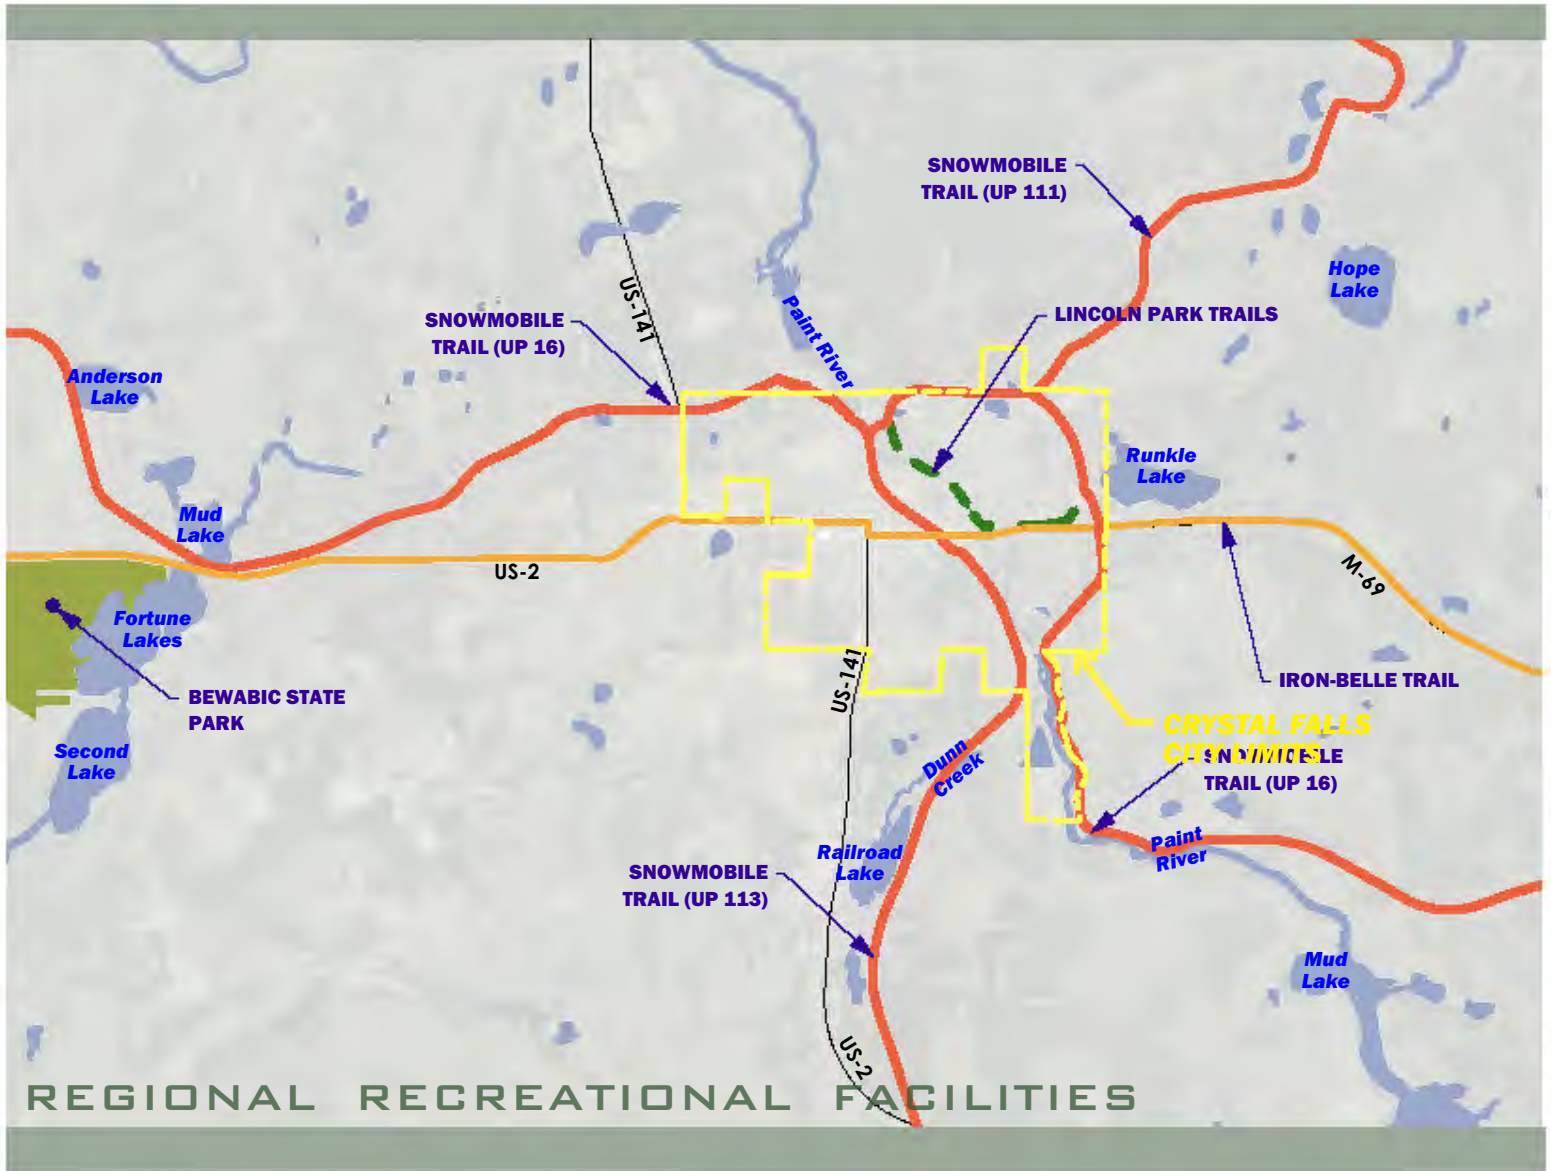 SNOWMOBILE
TRAIL (UP 111)
Hope
Lake
US-141
Paint River
LINCOLN PARK TRAILS
SNOWMOBILE
TRAIL (UP 16)
Anderson
Lake
Runkle
Lake
Mud
Lake
US-2
M-69
Fortune
Lakes
BEWABIC STATE
PARK
US-141
IRON-BELLE TRAIL
CRYSTAL FALLS
CITY LIMITS
Second
Lake
Dunn
Creek
SNOWMOBILE
TRAIL (UP 16)
Paint
River
Railroad
Lake
SNOWMOBILE
TRAIL (UP 113)
Mud
Lake
US-2
REGIONAL RECREATIONAL FACILITIES